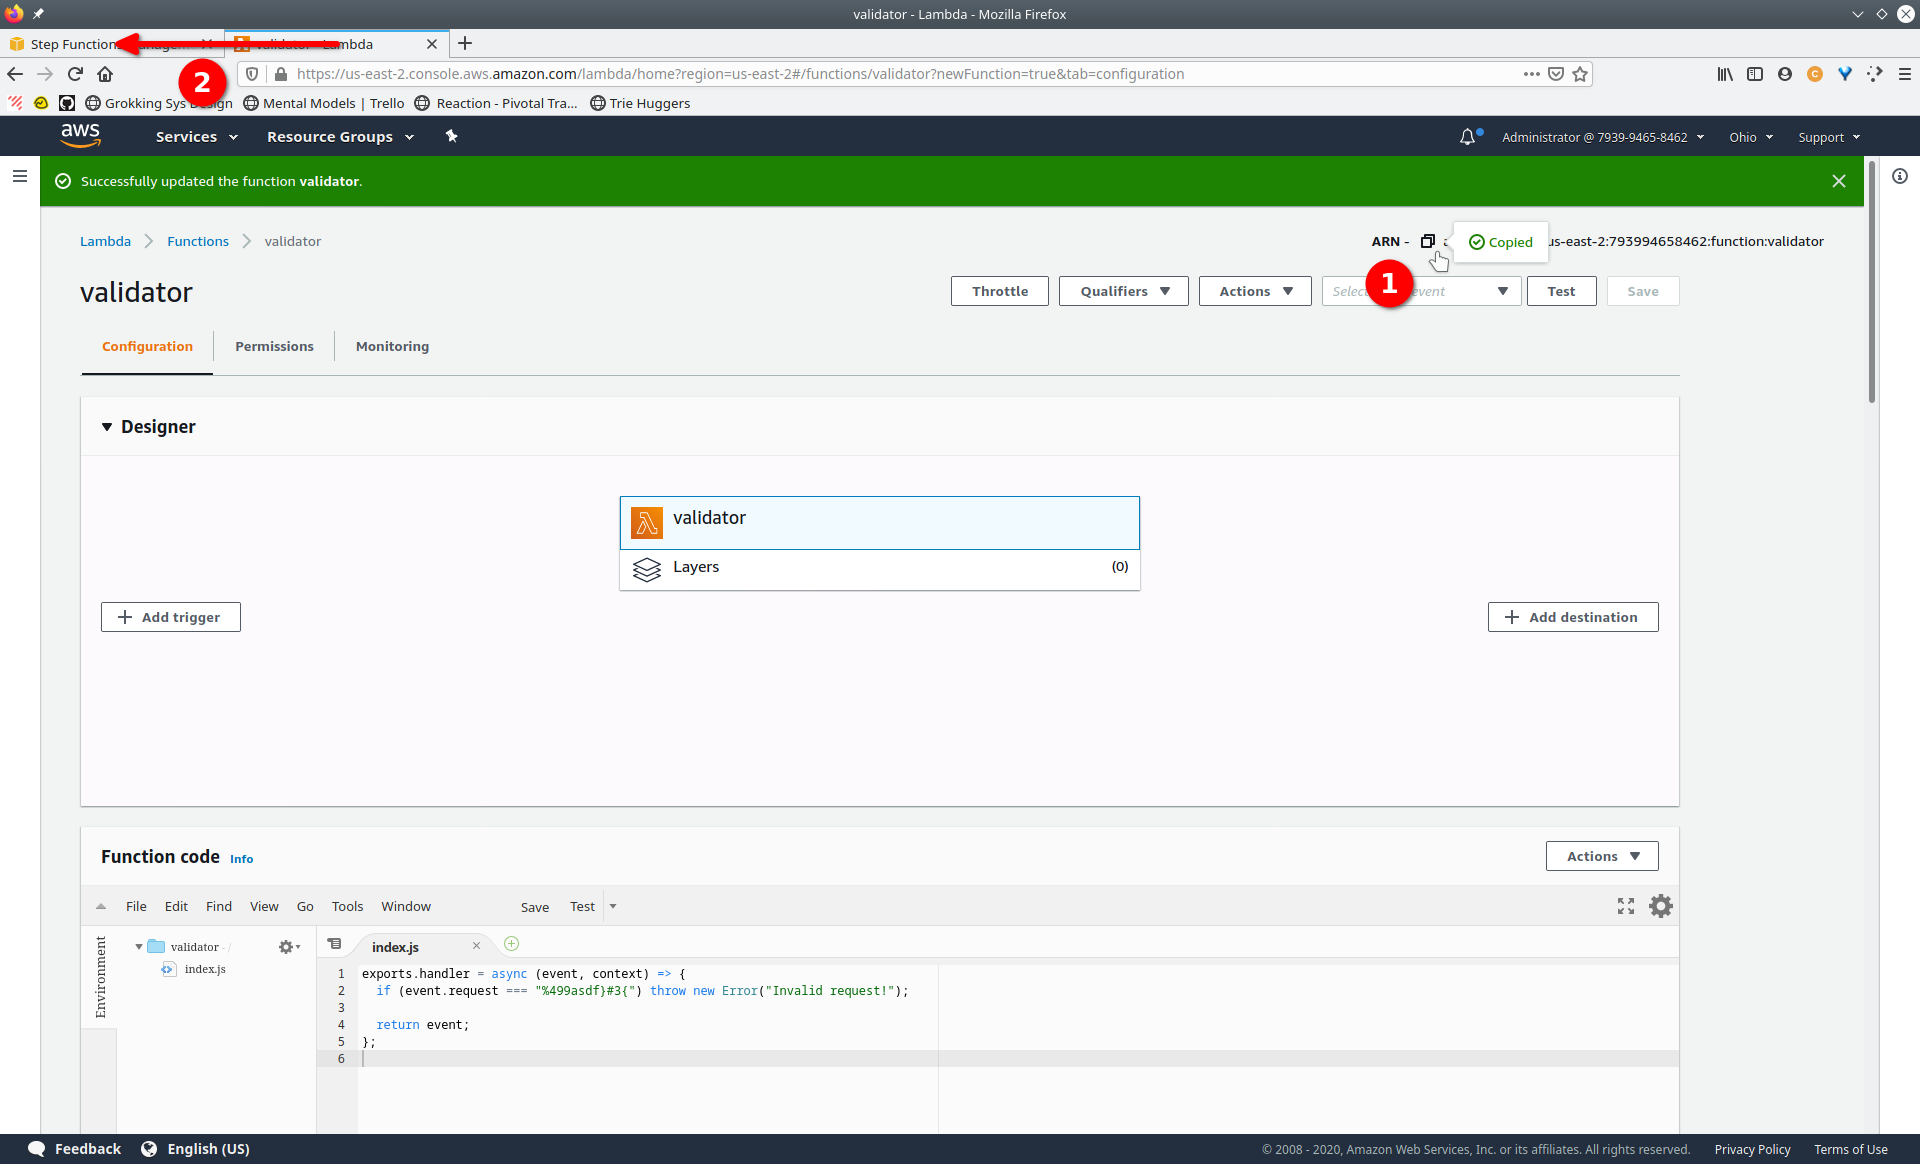 validator - Lambda - Mozilla Firefox
Step Function
Lambda
2
https://us-east-2.console.aws.amazon.com/lambda/home?region=us-east-2#/functions/validator?newFunction=true&tab=configuration
Grokking Sys Design
Mental Models | Trello
Reaction - Pivotal Tra...
Trie Huggers
aws
Services
Resource Groups
Administrator @ 7939-9465-8462
Ohio
Support
Successfully updated the function validator.
Lambda
Functions
validator
ARN -
Copied
us-east-2:793994658462:function:validator
validator
Throttle
Qualifiers
Actions
1
event
Test
Save
Configuration
Permissions
Monitoring
Designer
validator
Layers
(0)
Add trigger
Add destination
Function code Info
Actions
File Edit Find View Go Tools Window Save Test
Environment
validator - /
index.js
index.js
1 exports.handler = async (event, context) => {
2 if (event.request === "%499asdf}#3{") throw new Error("Invalid request!");
3
4 return event;
5 };
6
Feedback
English (US)
© 2008 - 2020, Amazon Web Services, Inc. or its affiliates. All rights reserved.
Privacy Policy
Terms of Use